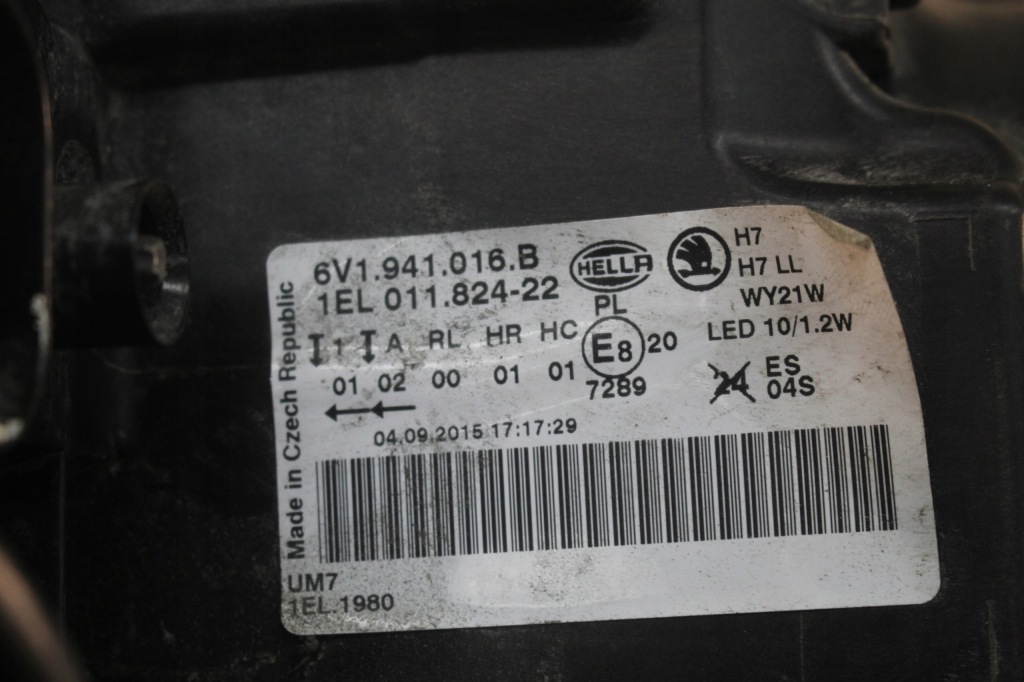 6V1.941.016.B
1EL 011.824-22
HELLA
PL
E8 20
7289
H7
H7 LL
WY21W
LED 10/1.2W
24
ES
04S
1 A RL HR HC
01 02 00 01 01
04.09.2015 17:17:29
Made in Czech Republic
UM7
1EL.1980